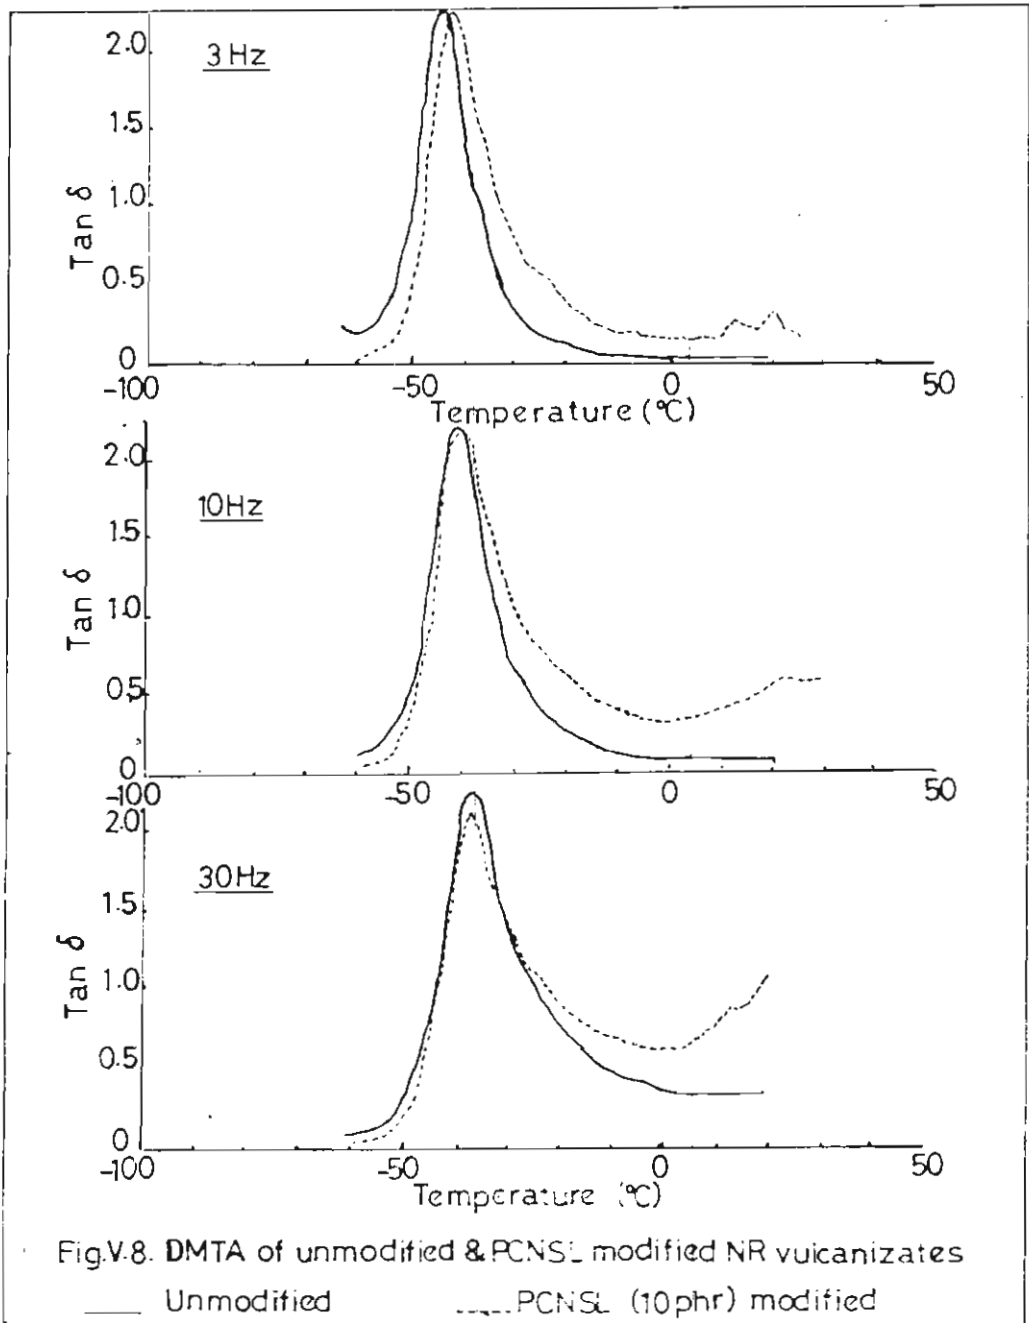 2.0
3Hz
1.5
Tan δ
1.0
0.5
0
-100 -50 0 50
Temperature (°C)
2.0
10Hz
1.5
Tan δ
1.0
0.5
0
-100 -50 0 50
2.0
30Hz
1.5
Tan δ
1.0
0.5
0
-100 -50 0 50
Temperature (°C)
Fig.V.8. DMTA of unmodified & PCNSL modified NR vulcanizates
Unmodified PCNSL (10phr) modified